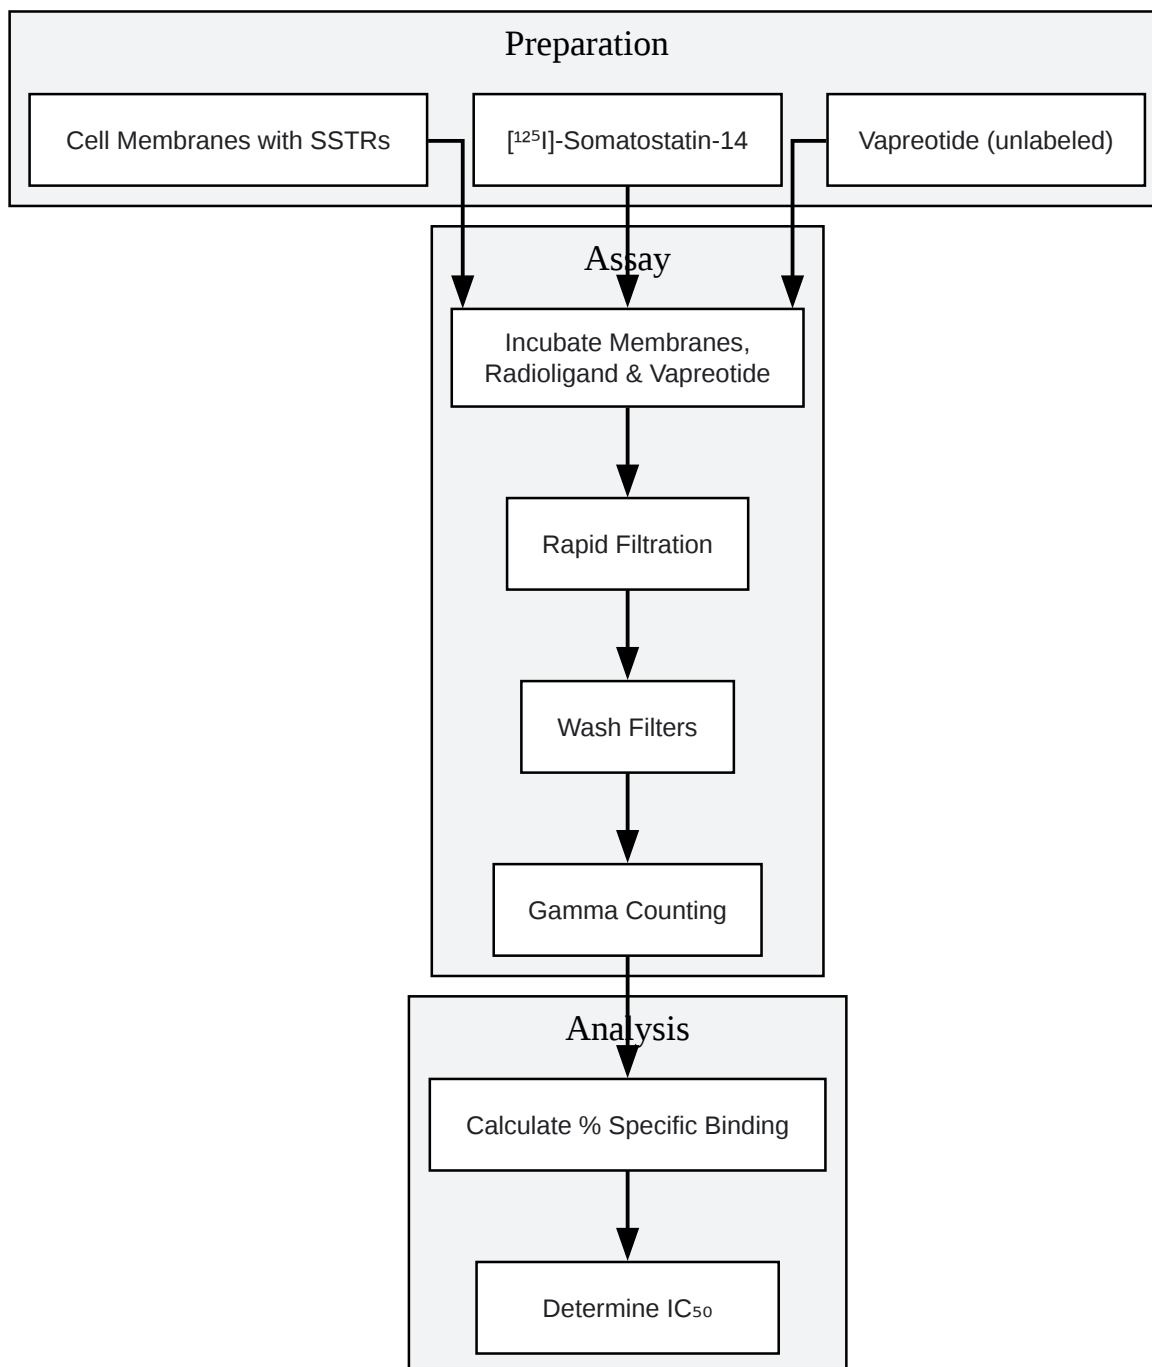 Preparation
Cell Membranes with SSTRs
[¹²⁵I]-Somatostatin-14
Vapreotide (unlabeled)
Assay
Incubate Membranes,
Radioligand & Vapreotide
Rapid Filtration
Wash Filters
Gamma Counting
Analysis
Calculate % Specific Binding
Determine IC₅₀